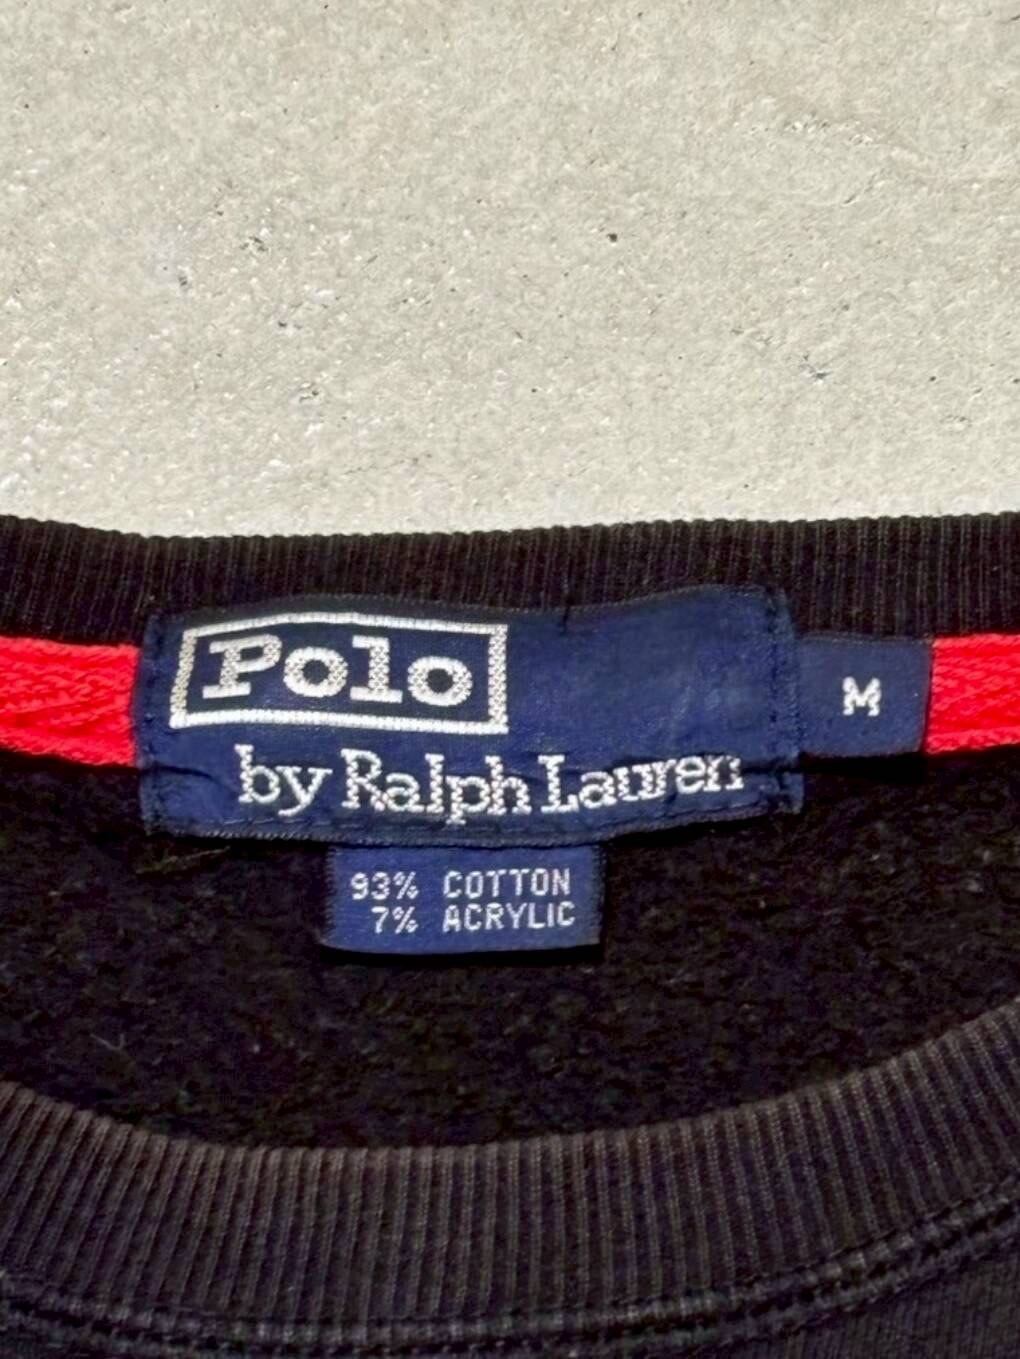 Polo
by Ralph Lauren
M
93% COTTON
7% ACRYLIC